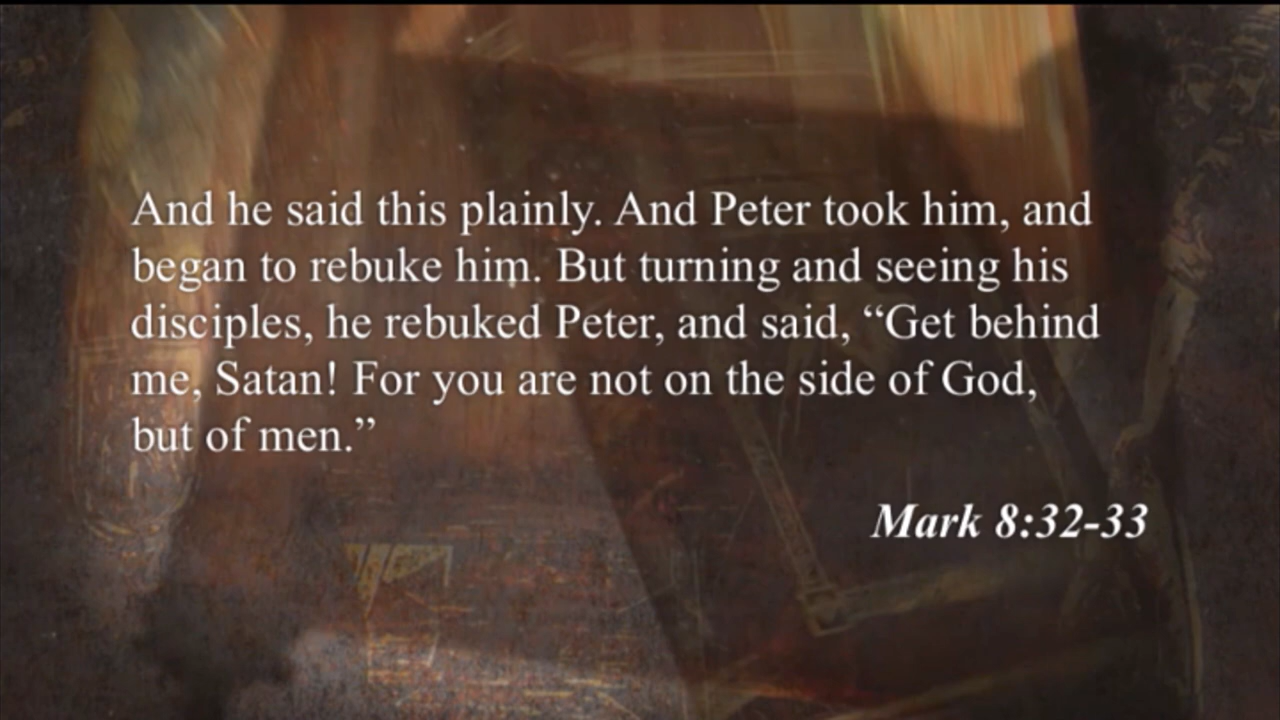 And he said this plainly. And Peter took him, and
began to rebuke him. But turning and seeing his
disciples, he rebuked Peter, and said, “Get behind
me, Satan! For you are not on the side of God,
but of men.”
Mark 8:32-33